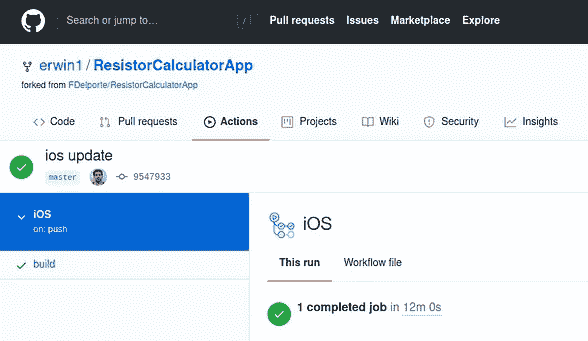 Search or jump to... / Pull requests Issues Marketplace Explore
erwin1 / ResistorCalculatorApp
forked from FDelporte/ResistorCalculatorApp
Code Pull requests Actions Projects Wiki Security Insights
ios update
master 9547933
iOS
on: push
build
iOS
This run Workflow file
1 completed job in 12m 0s